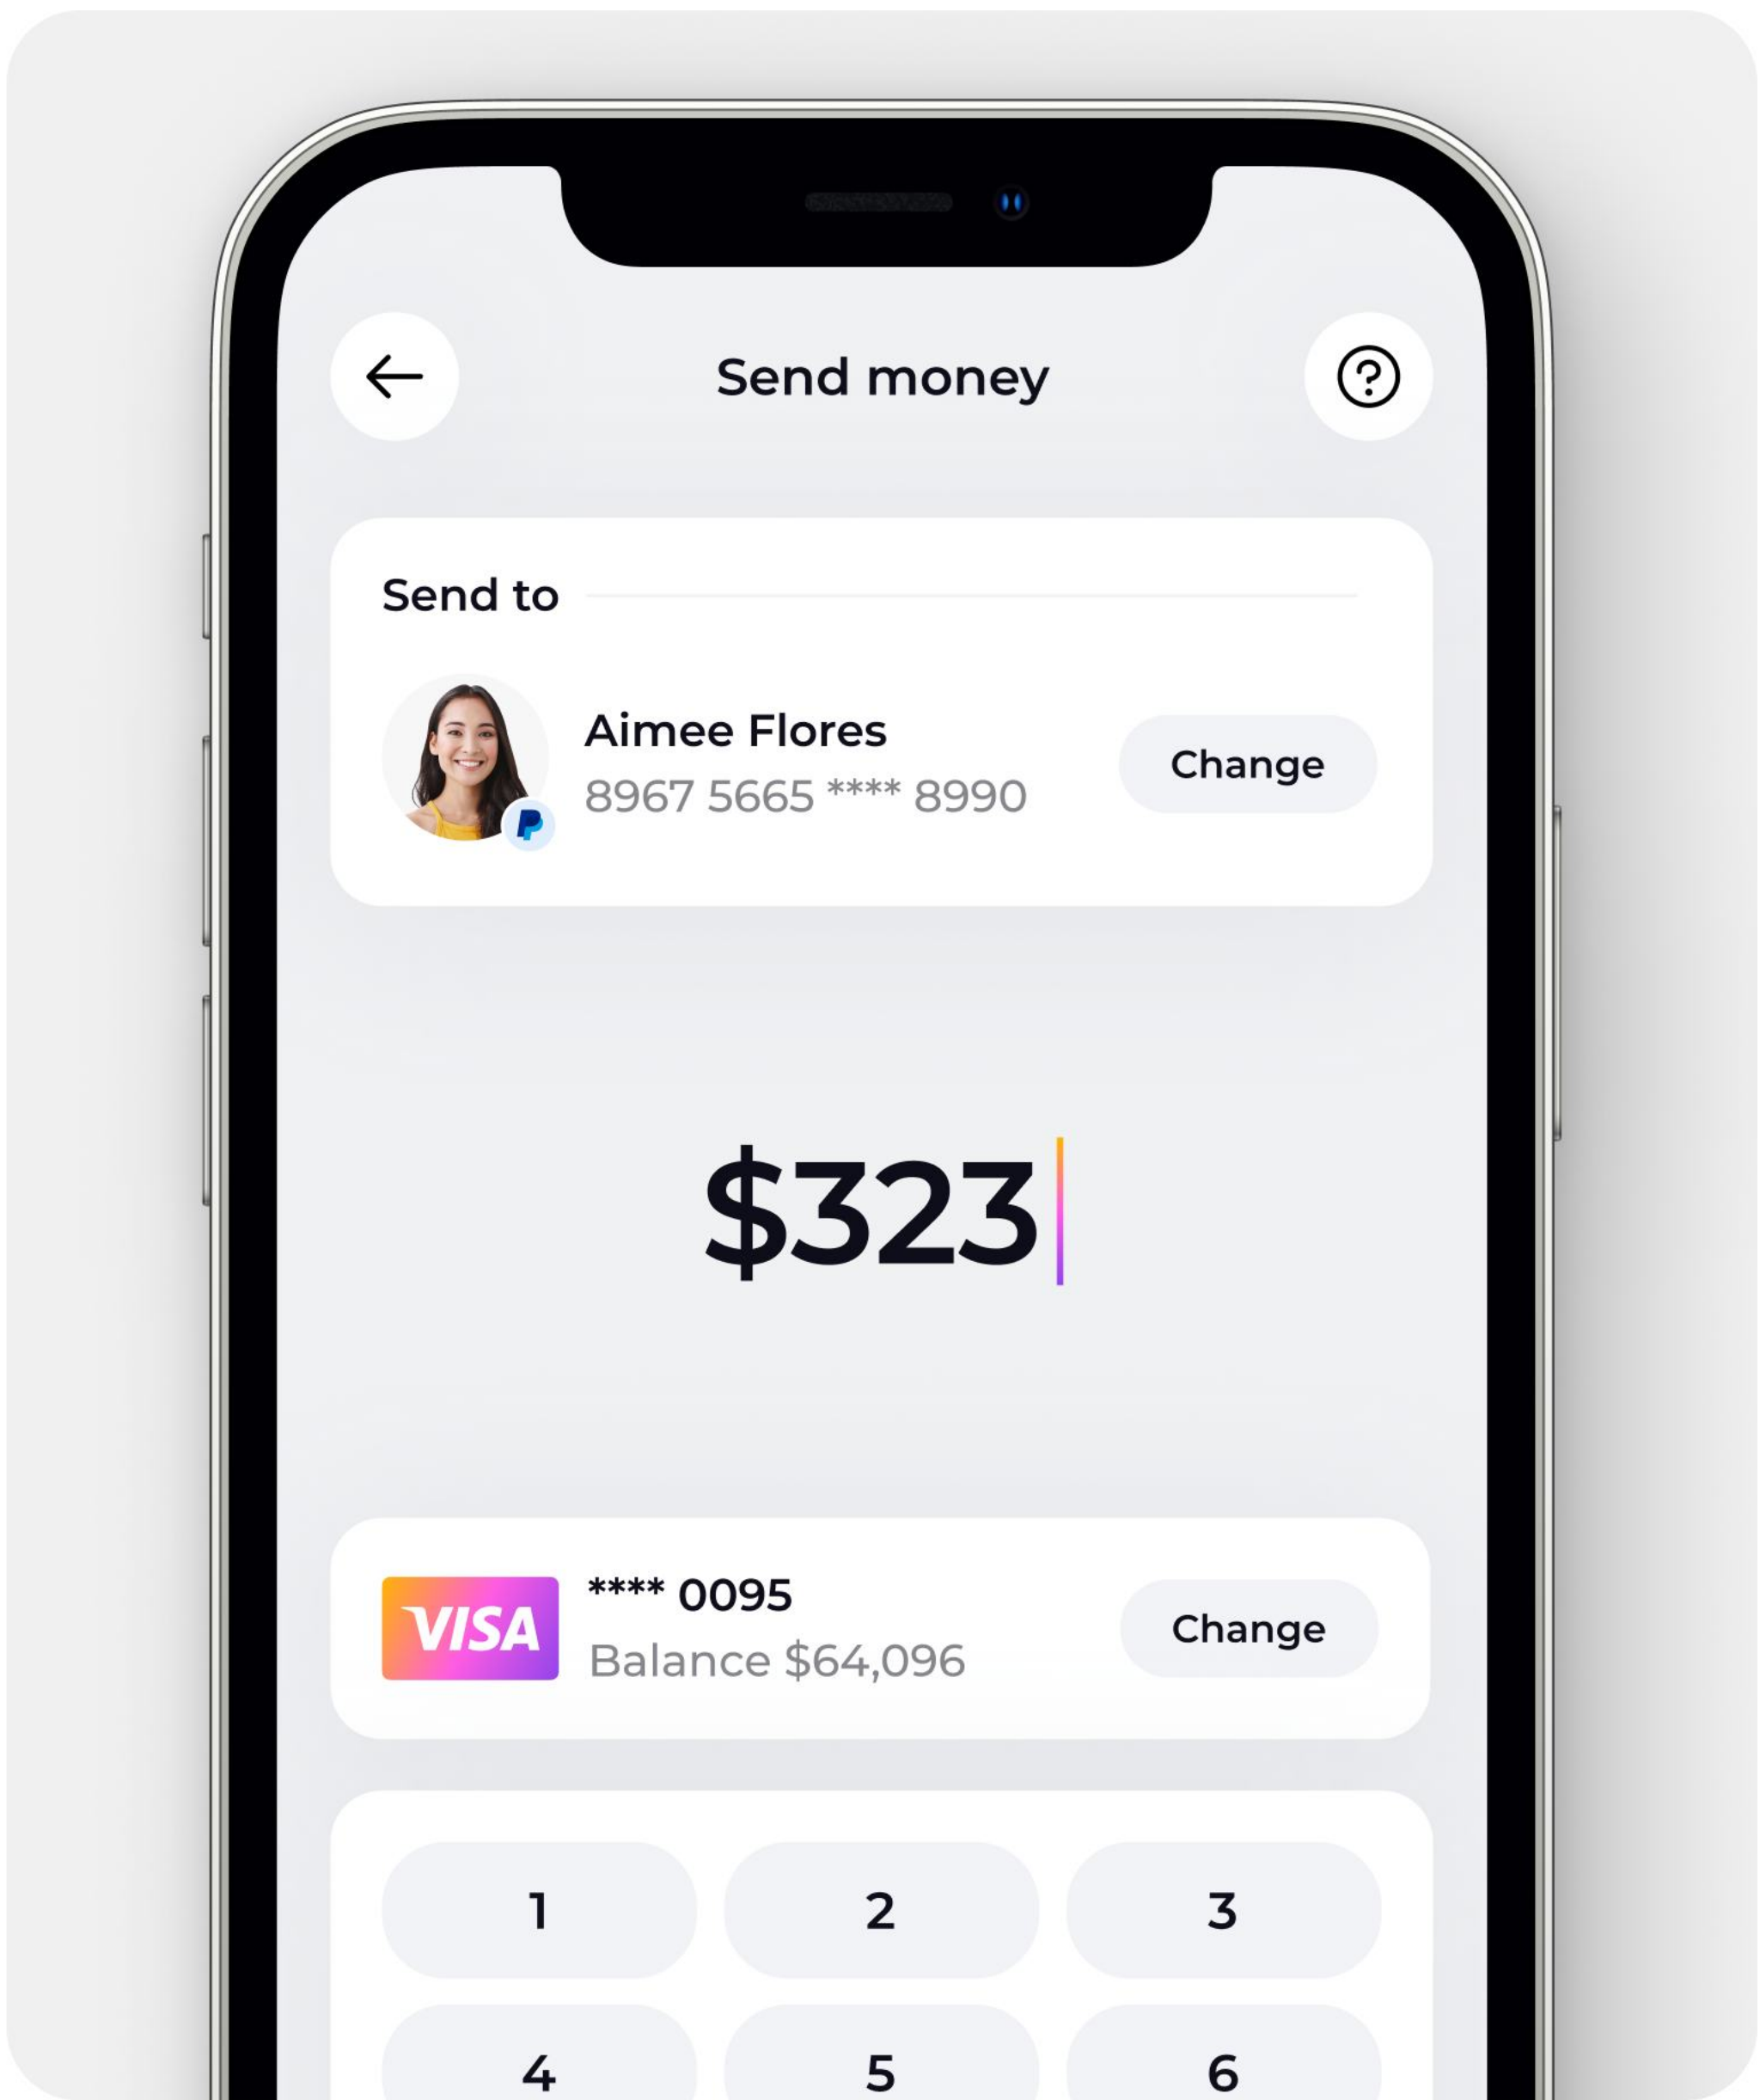 Send money
Send to
Aimee Flores
8967 5665 **** 8990
Change
$323
VISA
**** 0095
Balance $64,096
Change
1 2 3
4 5 6